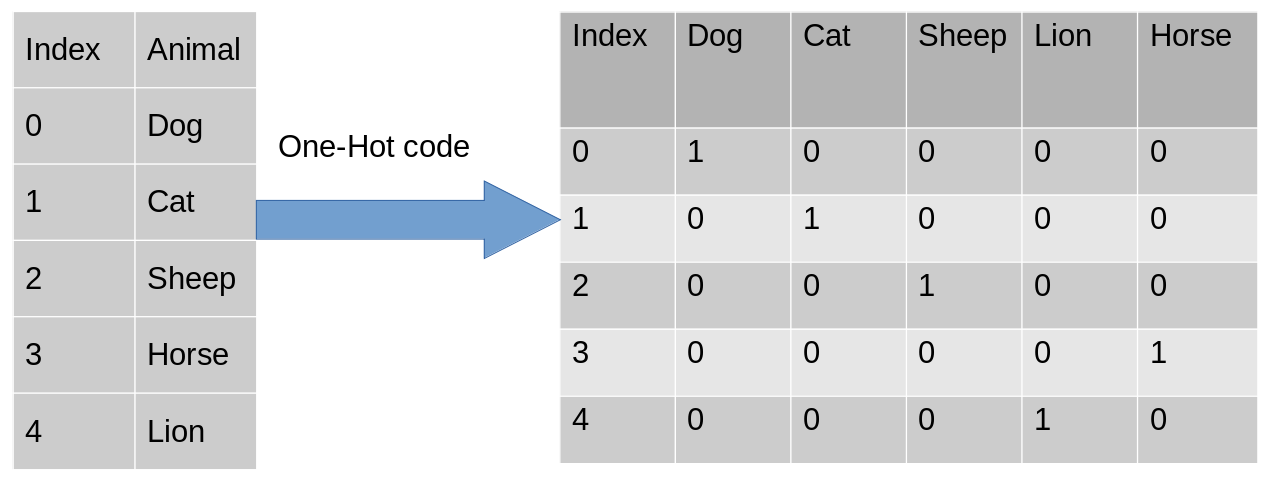 Index Animal
0 Dog
1 Cat
2 Sheep
3 Horse
4 Lion
One-Hot code
Index Dog Cat Sheep Lion Horse
0 1 0 0 0 0
1 0 1 0 0 0
2 0 0 1 0 0
3 0 0 0 0 1
4 0 0 0 1 0